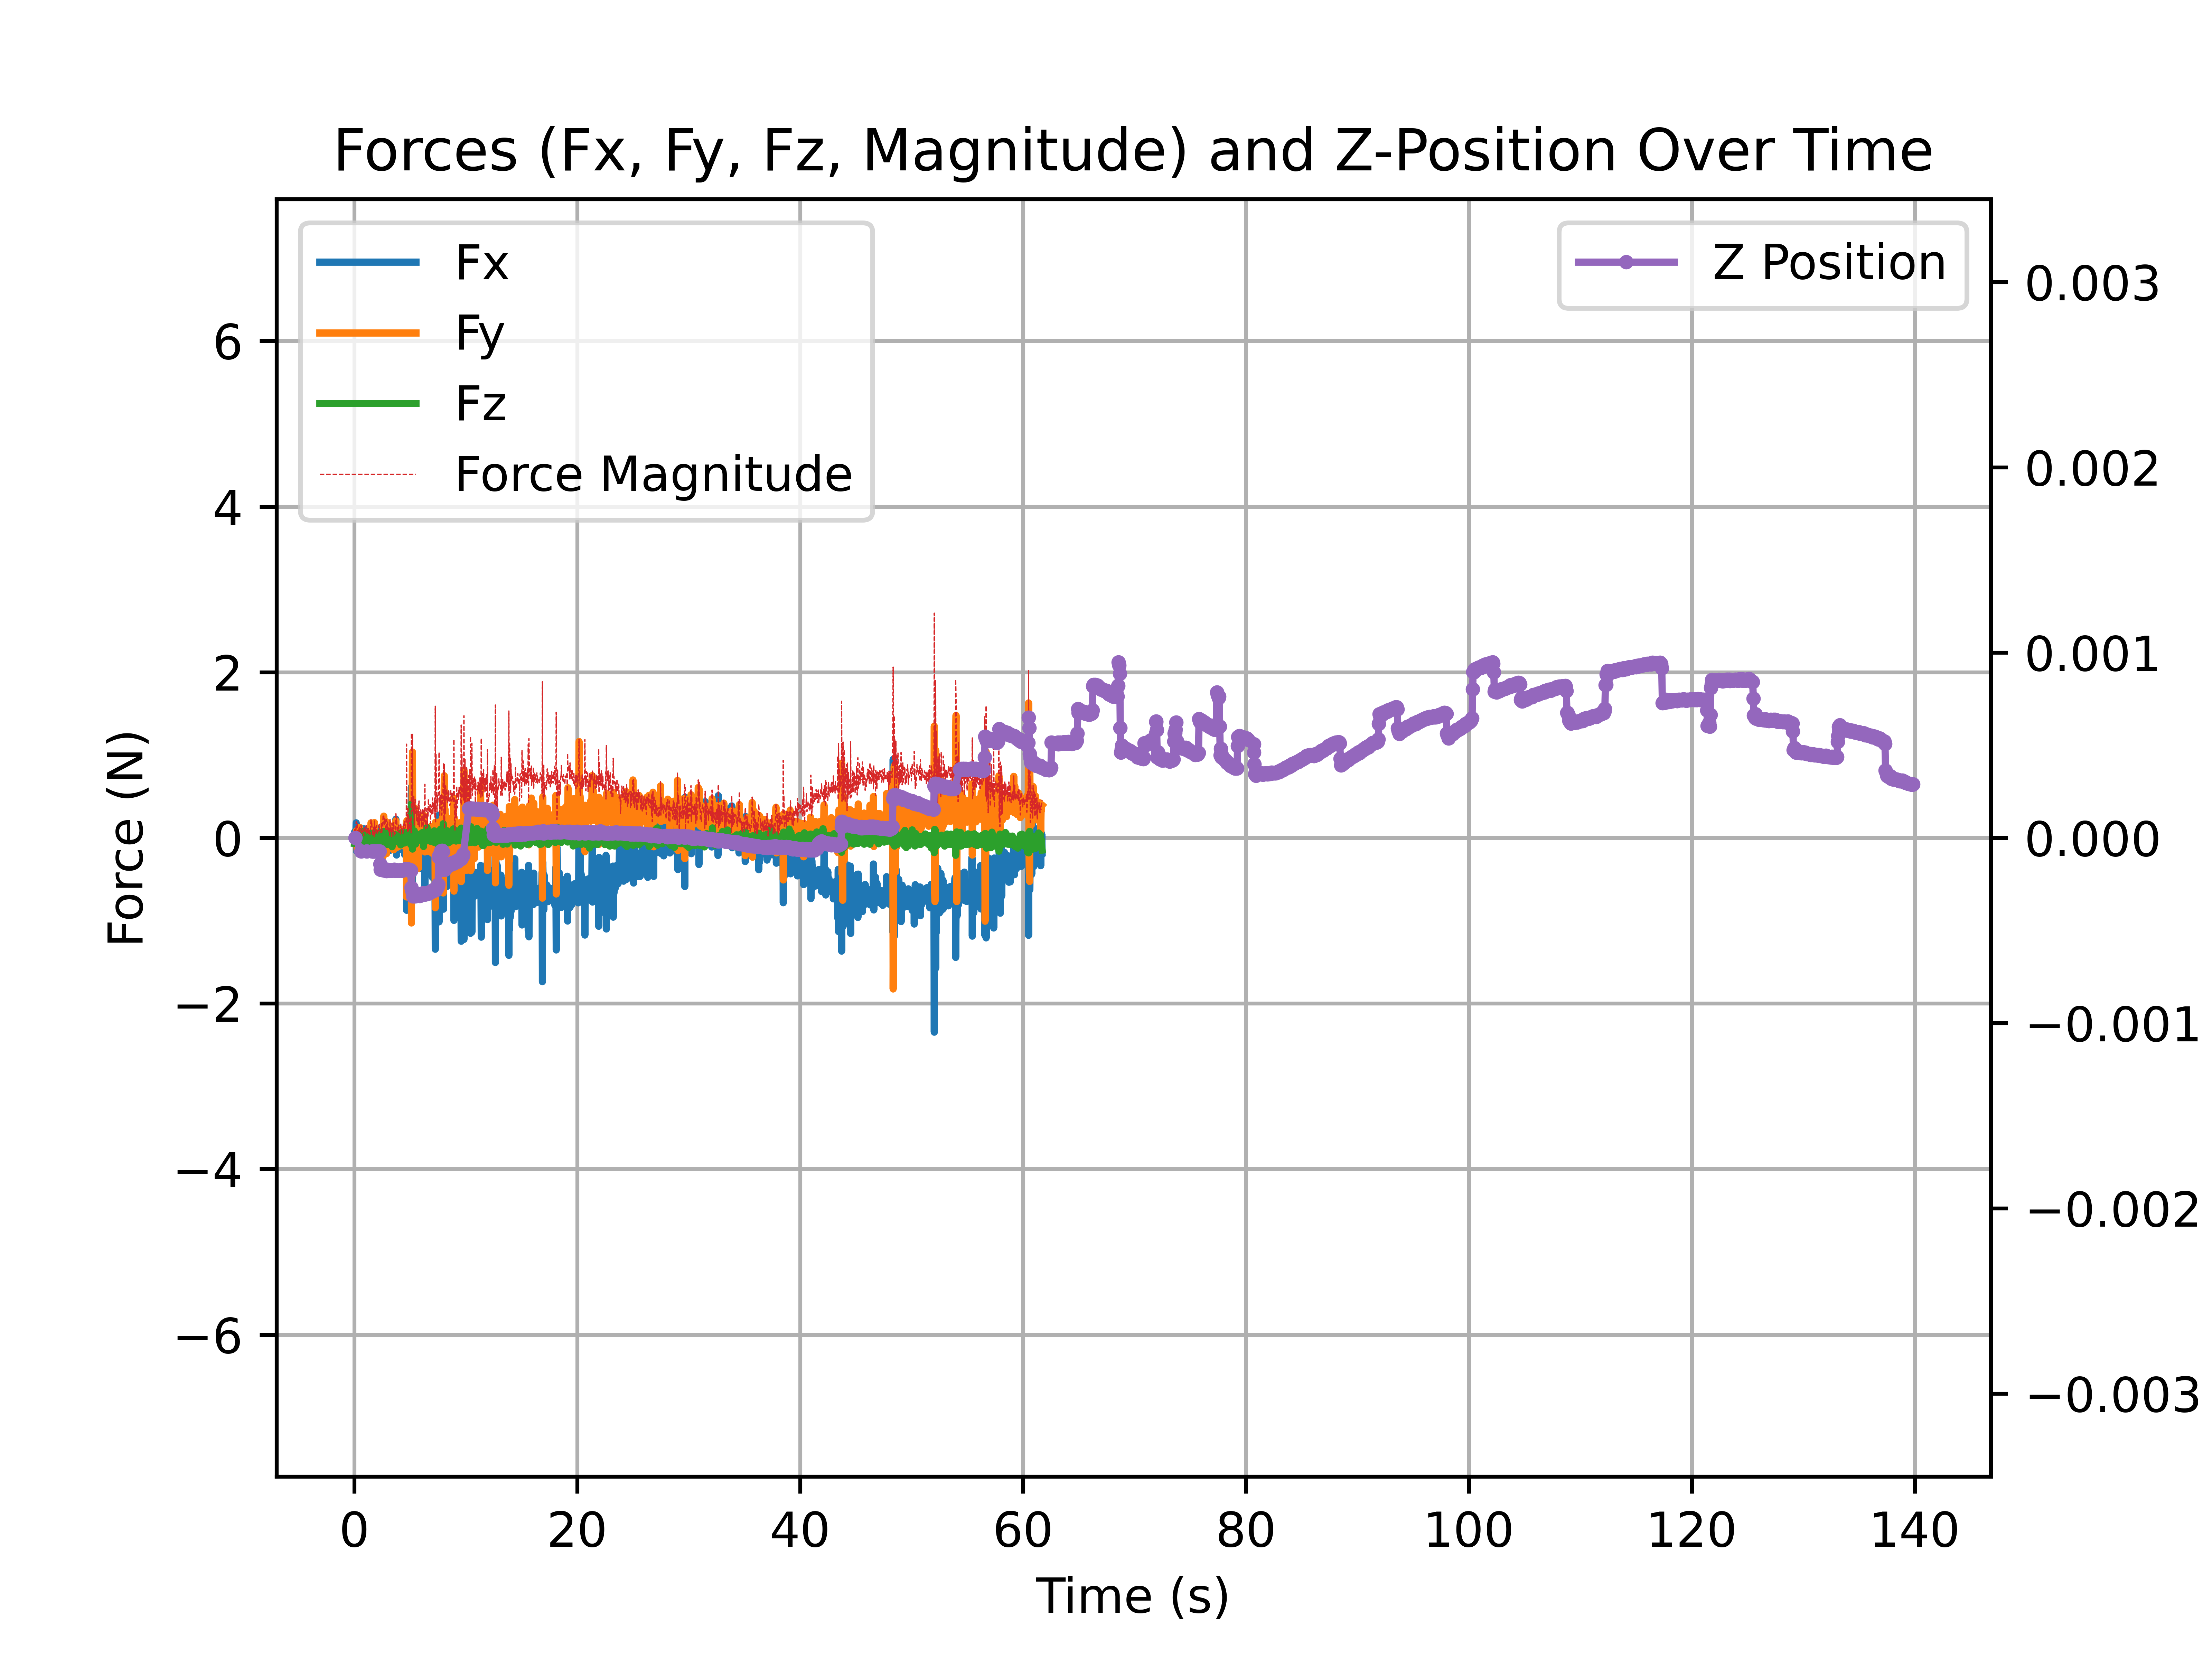 Forces (Fx, Fy, Fz, Magnitude) and Z-Position Over Time
Fx
Fy
Fz
Force Magnitude
Z Position
6
4
2
0
−2
−4
−6
Force (N)
0.003
0.002
0.001
0.000
−0.001
−0.002
−0.003
0 20 40 60 80 100 120 140
Time (s)